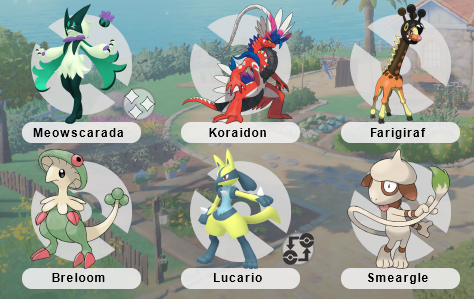 Meowscarada
Koraidon
Farigiraf
Breloom
Lucario
Smeargle